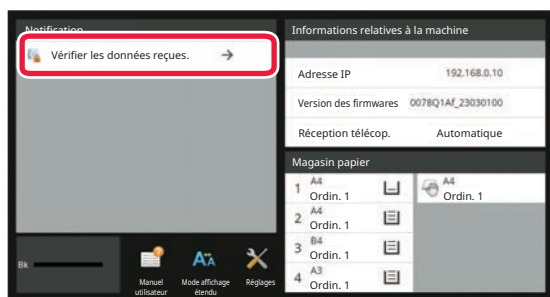 Notification
Vérifier les données reçues.
Informations relatives à la machine
Adresse IP 192.168.0.10
Version des firmwares 0078Q1Af_23030100
Réception télécop. Automatique
Magasin papier
1 A4
Ordin. 1
A4
Ordin. 1
2 A4
Ordin. 1
3 B4
Ordin. 1
4 A3
Ordin. 1
Bk
Manuel
utilisateur
Mode affichage
étendu
Réglages